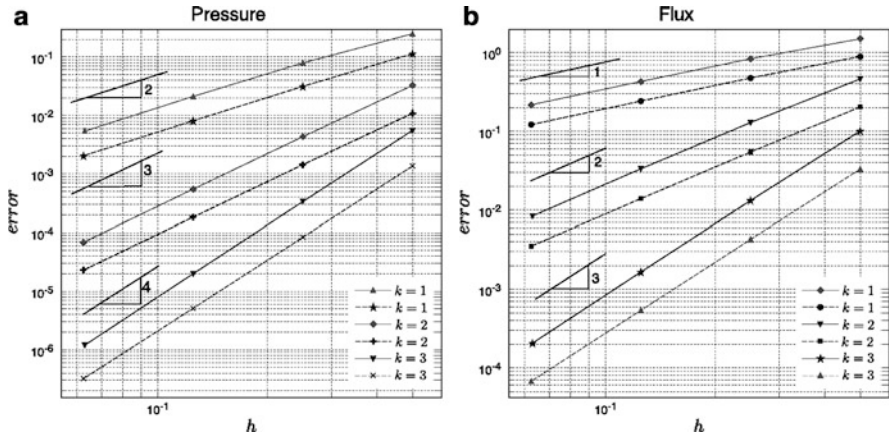 a
Pressure
10⁻¹
10⁻²
10⁻³
10⁻⁴
10⁻⁵
10⁻⁶
error
2
3
4
k = 1
k = 1
k = 2
k = 2
k = 3
k = 3
10⁻¹
h
b
Flux
10⁰
10⁻¹
10⁻²
10⁻³
10⁻⁴
error
1
2
3
k = 1
k = 1
k = 2
k = 2
k = 3
k = 3
10⁻¹
h